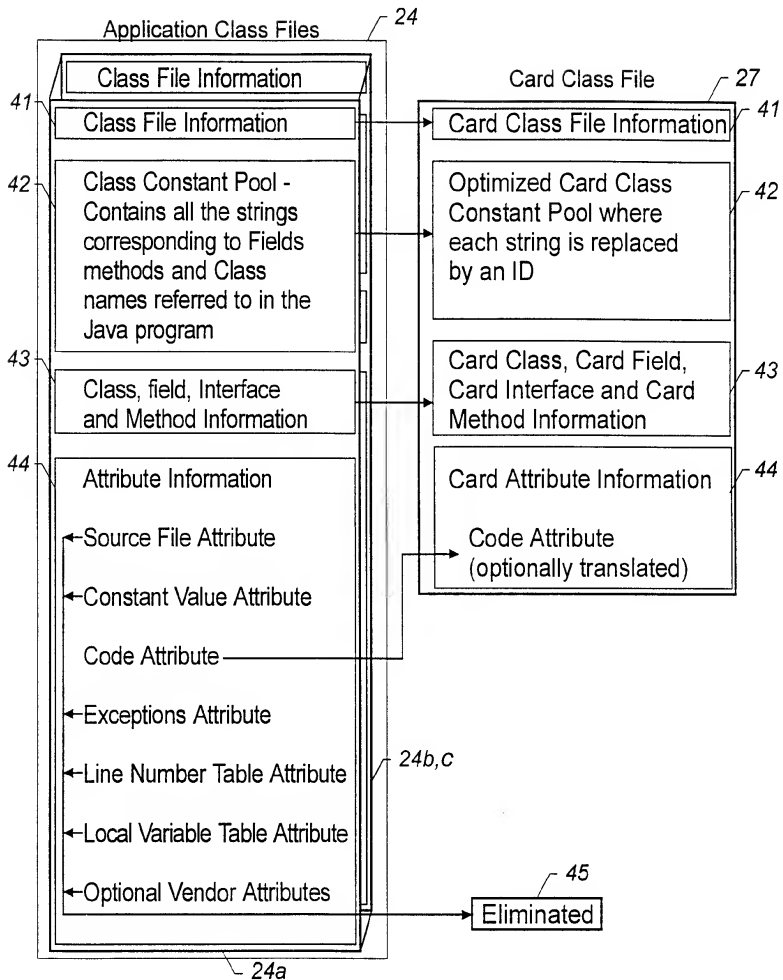 Application Class Files
24
Class File Information
41
Class File Information
42
Class Constant Pool -
Contains all the strings
corresponding to Fields
methods and Class
names referred to in the
Java program
43
Class, field, Interface
and Method Information
44
Attribute Information
Source File Attribute
Constant Value Attribute
Code Attribute
Exceptions Attribute
Line Number Table Attribute
Local Variable Table Attribute
Optional Vendor Attributes
24b,c
24a
Card Class File
27
Card Class File Information
41
Optimized Card Class
Constant Pool where
each string is replaced
by an ID
42
Card Class, Card Field,
Card Interface and Card
Method Information
43
Card Attribute Information
44
Code Attribute
(optionally translated)
45
Eliminated